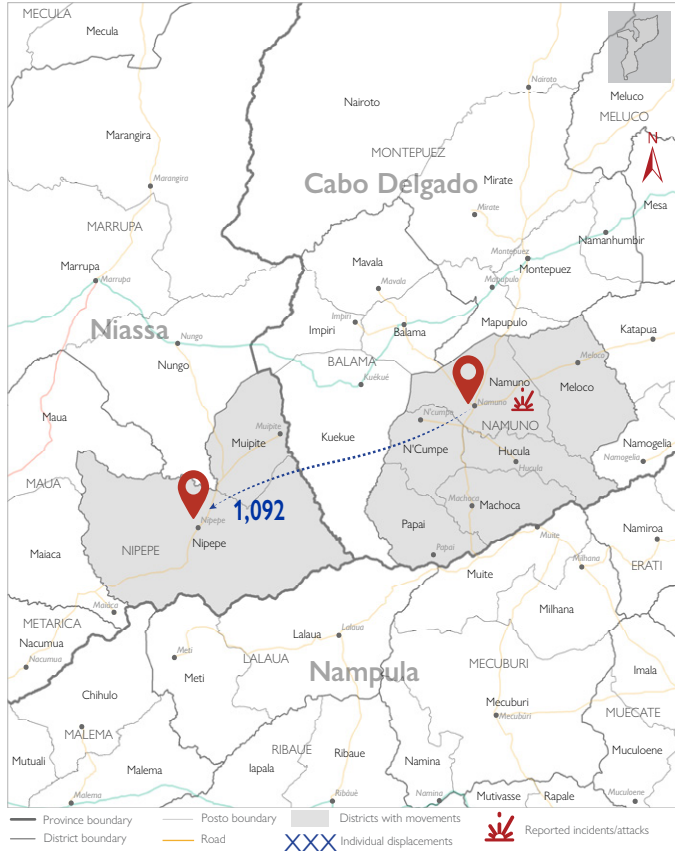 MECULA
Mecula
Nairoto
Nairoto
Meluco
MELUCO
N
Marangira
MONTEPUEZ
Marangira
Cabo Delgado
Mirate
Mirate
Mesa
MARRUPA
Namanhumbir
Montepuez
Mavala
Montepuez
Marrupa
Marrupa
Mavala
Mapupulo
Niassa
Impiri
Impiri
Balama
Mapupulo
Katapua
Nungo
Nungo
BALAMA
Meloco
Kuékué
Namuno
Meloco
Maua
Namuno
N'cumpe
NAMUNO
Muipite
Muipite
Kuekue
N'Cumpe
Hucula
Hucula
Namogelia
Namogelia
MAUA
Machoca
Machoca
1,092
Nipepe
Papai
NIPEPE
Nipepe
Muite
Namiroa
Maiaca
Papai
Muite
Milhana
ERATI
Maiaca
Milhana
METARICA
Nacumua
Nacumua
Lalaua
Lalaua
Meti
LALAUA
Meti
Nampula
MECUBURI
Imala
Chihulo
Mecuburi
Mecubúri
MUECATE
MALEMA
RIBAUE
Ribaue
Namina
Muculoene
Mutuali
Malema
Iapala
Malema
Ribáuè
Namina
Mutivasse
Rapale
Muculoene
Province boundary
Posto boundary
Districts with movements
Reported incidents/attacks
District boundary
Road
XXX
Individual displacements